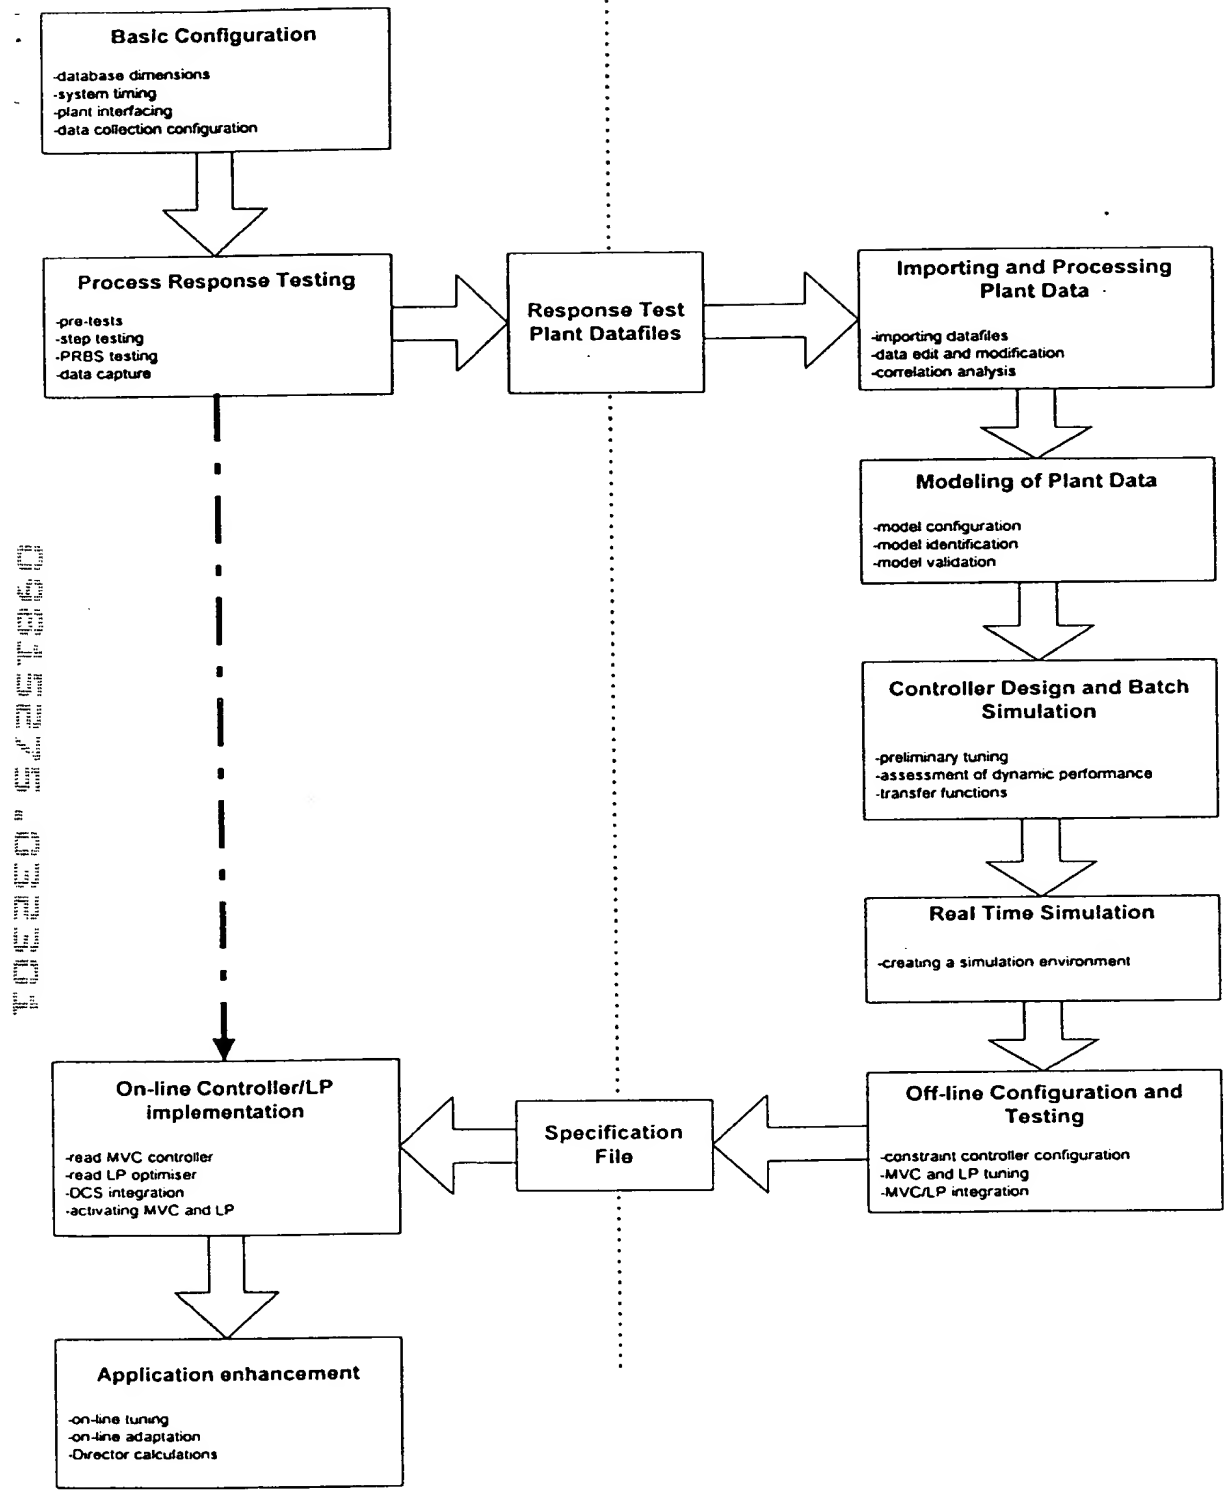 Basic Configuration
-database dimensions
-system timing
-plant interfacing
-data collection configuration
Process Response Testing
-pre-tests
-step testing
-PRBS testing
-data capture
Response Test
Plant Datafiles
Importing and Processing
Plant Data
-importing datafiles
-data edit and modification
-correlation analysis
Modeling of Plant Data
-model configuration
-model identification
-model validation
Controller Design and Batch
Simulation
-preliminary tuning
-assessment of dynamic performance
-transfer functions
Real Time Simulation
-creating a simulation environment
Off-line Configuration and
Testing
-constraint controller configuration
-MVC and LP tuning
-MVC/LP integration
Specification
File
On-line Controller/LP
implementation
-read MVC controller
-read LP optimiser
-DCS integration
-activating MVC and LP
Application enhancement
-on-line tuning
-on-line adaptation
-Director calculations